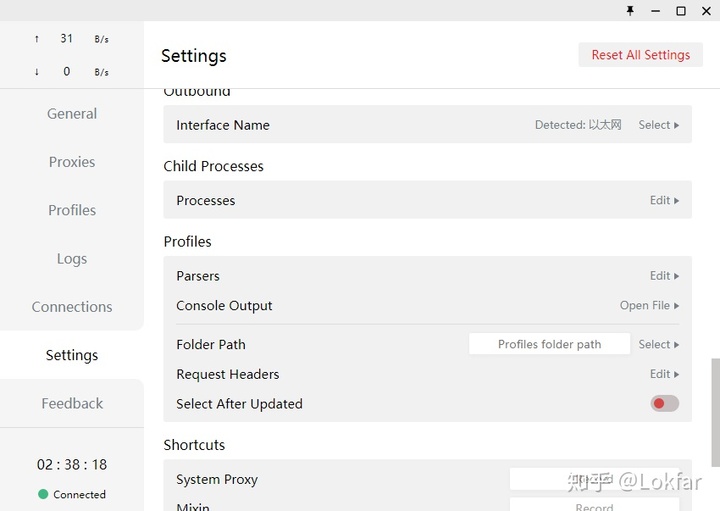 ↑ 31 B/s
↓ 0 B/s
Settings
Reset All Settings
General
Proxies
Profiles
Logs
Connections
Settings
Feedback
02 : 38 : 18
Connected
Outbound
Interface Name Detected: 以太网 Select
Child Processes
Processes Edit
Profiles
Parsers Edit
Console Output Open File
Folder Path Profiles folder path Select
Request Headers Edit
Select After Updated
Shortcuts
System Proxy
Mixin Record
知乎 @Lokfar